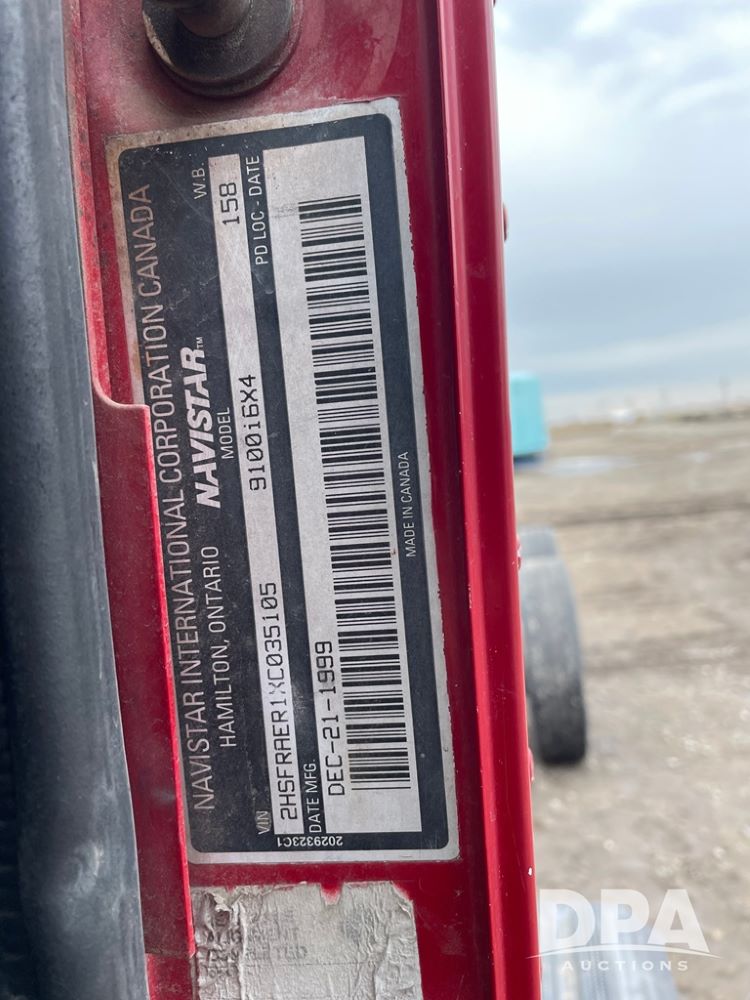 NAVISTAR INTERNATIONAL CORPORATION CANADA
HAMILTON, ONTARIO NAVISTAR™
VIN MODEL W.B.
2HSFRAER1XC035105 9100i6X4 158
DATE MFG. PD LOC - DATE
DEC-21-1999
MADE IN CANADA
2029323C1
DPA
AUCTIONS